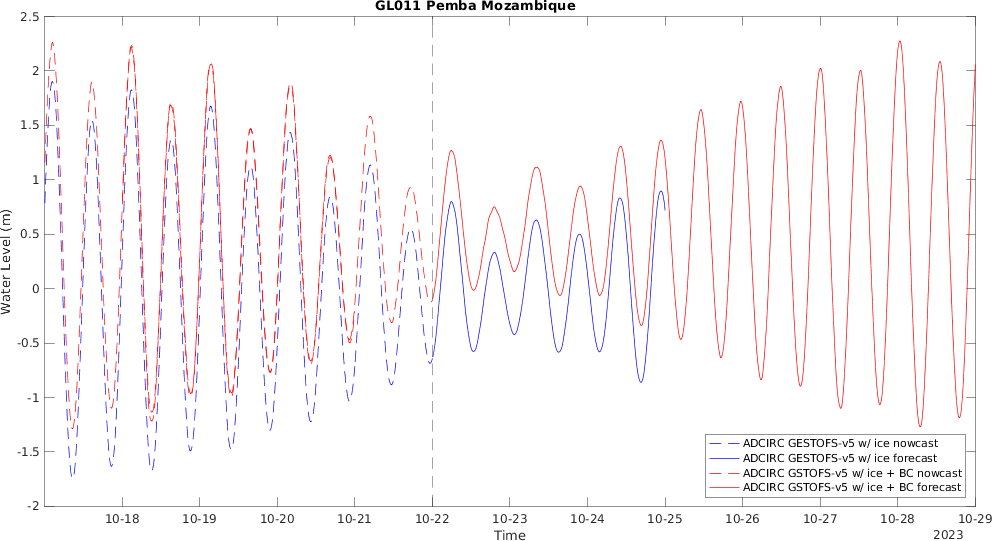 GL011 Pemba Mozambique
2.5
2
1.5
1
0.5
0
-0.5
-1
-1.5
-2
Water Level (m)
ADCIRC GESTOFS-v5 w/ ice nowcast
ADCIRC GESTOFS-v5 w/ ice forecast
ADCIRC GSTOFS-v5 w/ ice + BC nowcast
ADCIRC GSTOFS-v5 w/ ice + BC forecast
10-18 10-19 10-20 10-21 10-22 10-23 10-24 10-25 10-26 10-27 10-28 10-29
Time
2023